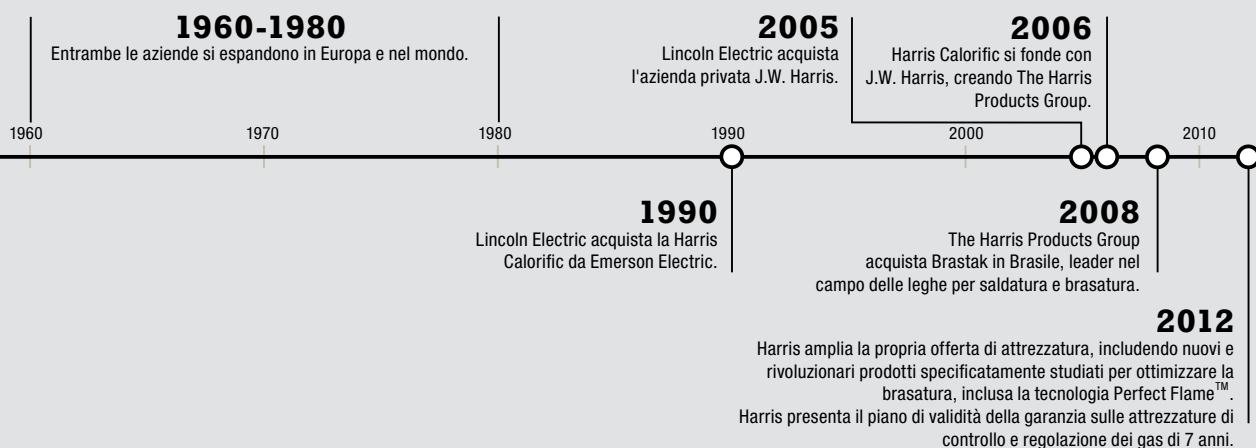 1960-1980
Entrambe le aziende si espandono in Europa e nel mondo.
2005
Lincoln Electric acquista
l'azienda privata J.W. Harris.
2006
Harris Calorific si fonde con
J.W. Harris, creando The Harris
Products Group.
1960
1970
1980
1990
2000
2010
1990
Lincoln Electric acquista la Harris
Calorific da Emerson Electric.
2008
The Harris Products Group
acquista Brastak in Brasile, leader nel
campo delle leghe per saldatura e brasatura.
2012
Harris amplia la propria offerta di attrezzatura, includendo nuovi e
rivoluzionari prodotti specificatamente studiati per ottimizzare la
brasatura, inclusa la tecnologia Perfect Flame™.
Harris presenta il piano di validità della garanzia sulle attrezzature di
controllo e regolazione dei gas di 7 anni.